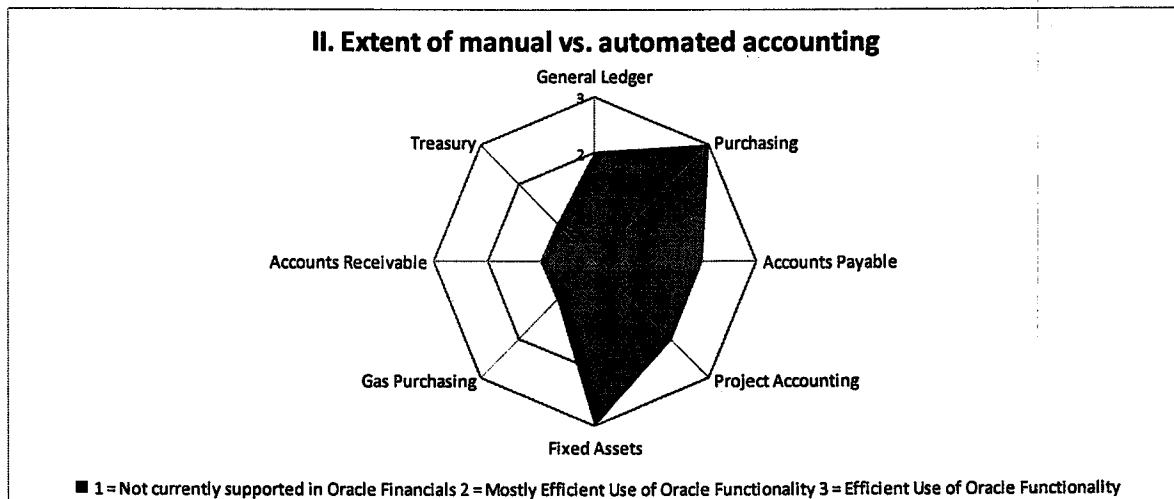 II. Extent of manual vs. automated accounting
General Ledger
3
Treasury
Purchasing
2
Accounts Receivable
Accounts Payable
Gas Purchasing
Project Accounting
Fixed Assets
1 = Not currently supported in Oracle Financials 2 = Mostly Efficient Use of Oracle Functionality 3 = Efficient Use of Oracle Functionality